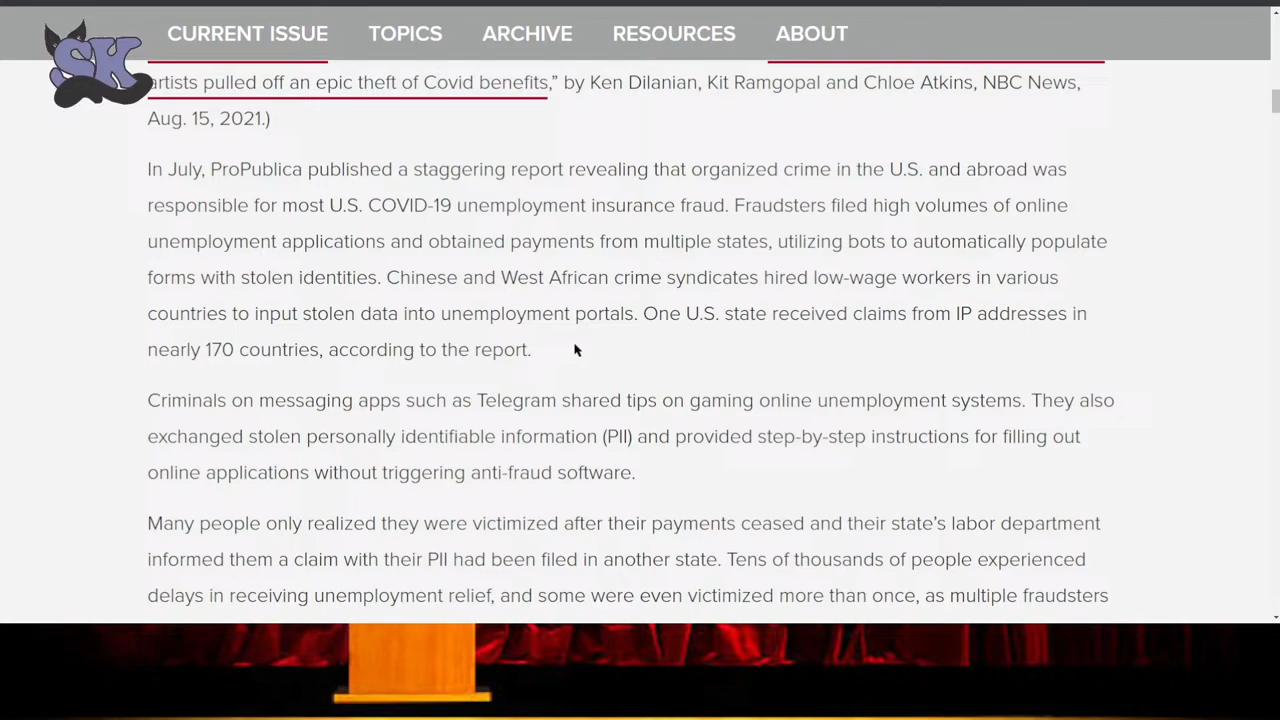 SK
CURRENT ISSUE TOPICS ARCHIVE RESOURCES ABOUT
artists pulled off an epic theft of Covid benefits,” by Ken Dilanian, Kit Ramgopal and Chloe Atkins, NBC News,
Aug. 15, 2021.)
In July, ProPublica published a staggering report revealing that organized crime in the U.S. and abroad was
responsible for most U.S. COVID-19 unemployment insurance fraud. Fraudsters filed high volumes of online
unemployment applications and obtained payments from multiple states, utilizing bots to automatically populate
forms with stolen identities. Chinese and West African crime syndicates hired low-wage workers in various
countries to input stolen data into unemployment portals. One U.S. state received claims from IP addresses in
nearly 170 countries, according to the report.
Criminals on messaging apps such as Telegram shared tips on gaming online unemployment systems. They also
exchanged stolen personally identifiable information (PII) and provided step-by-step instructions for filling out
online applications without triggering anti-fraud software.
Many people only realized they were victimized after their payments ceased and their state’s labor department
informed them a claim with their PII had been filed in another state. Tens of thousands of people experienced
delays in receiving unemployment relief, and some were even victimized more than once, as multiple fraudsters